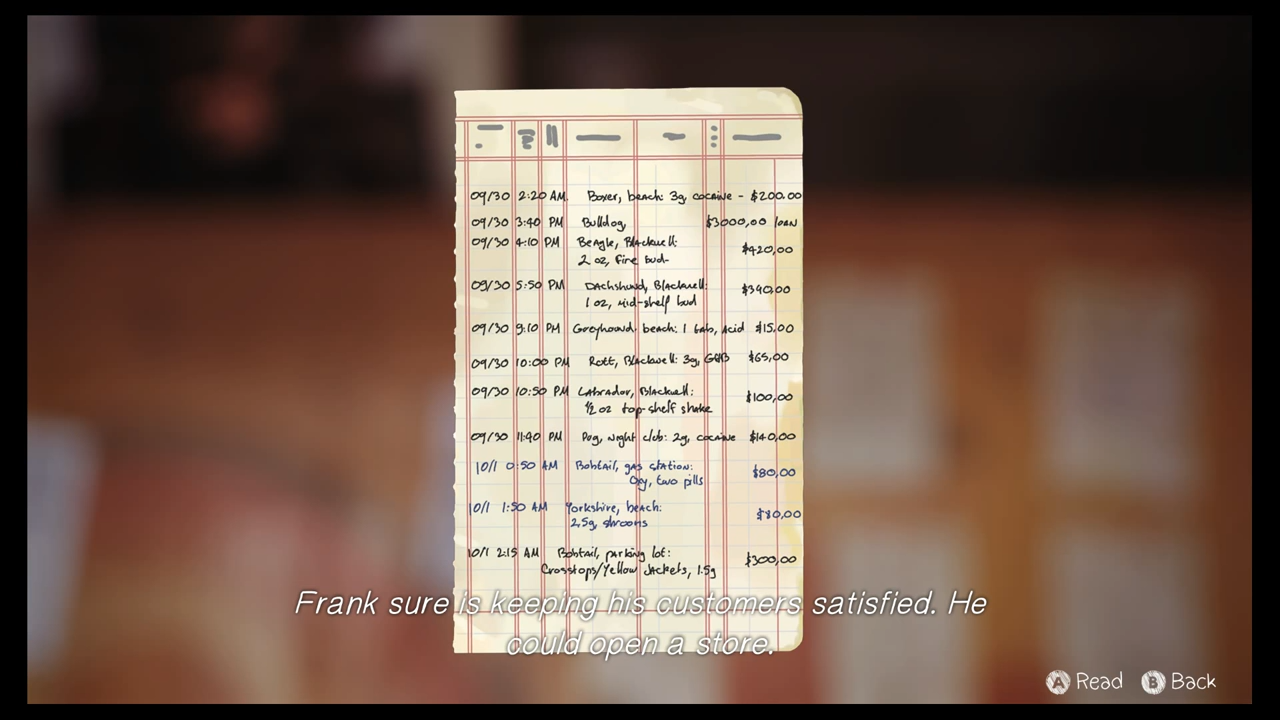 09/30 2:20 AM. Boxer, beach: 3g, cocaine - $200.00
09/30 3:40 PM Bulldog, $3000,00 loan
09/30 4:10 PM Beagle, Blackwell: $420,00
2 oz, fire bud-
09/30 5:50 PM Dachshund, Blackwell: $340,00
1 oz, mid-shelf bud
09/30 9:10 PM Greyhound, beach: 1 tab, Acid $15,00
09/30 10:00 PM Rott, Blackwell: 3g, GHB $65,00
09/30 10:50 PM Labrador, Blackwell: $100,00
1/2 oz top-shelf shake
09/30 11:40 PM Pug, night club: 2g, cocaine $140,00
10/1 0:50 AM Bobtail, gas station: $80,00
Oxy, two pills
10/1 1:50 AM Yorkshire, beach: $80,00
2,5g, shrooms
10/1 2:15 AM Bobtail, parking lot: $300,00
Crosstops/Yellow Jackets, 1.5g
Frank sure is keeping his customers satisfied. He
could open a store.
A Read B Back